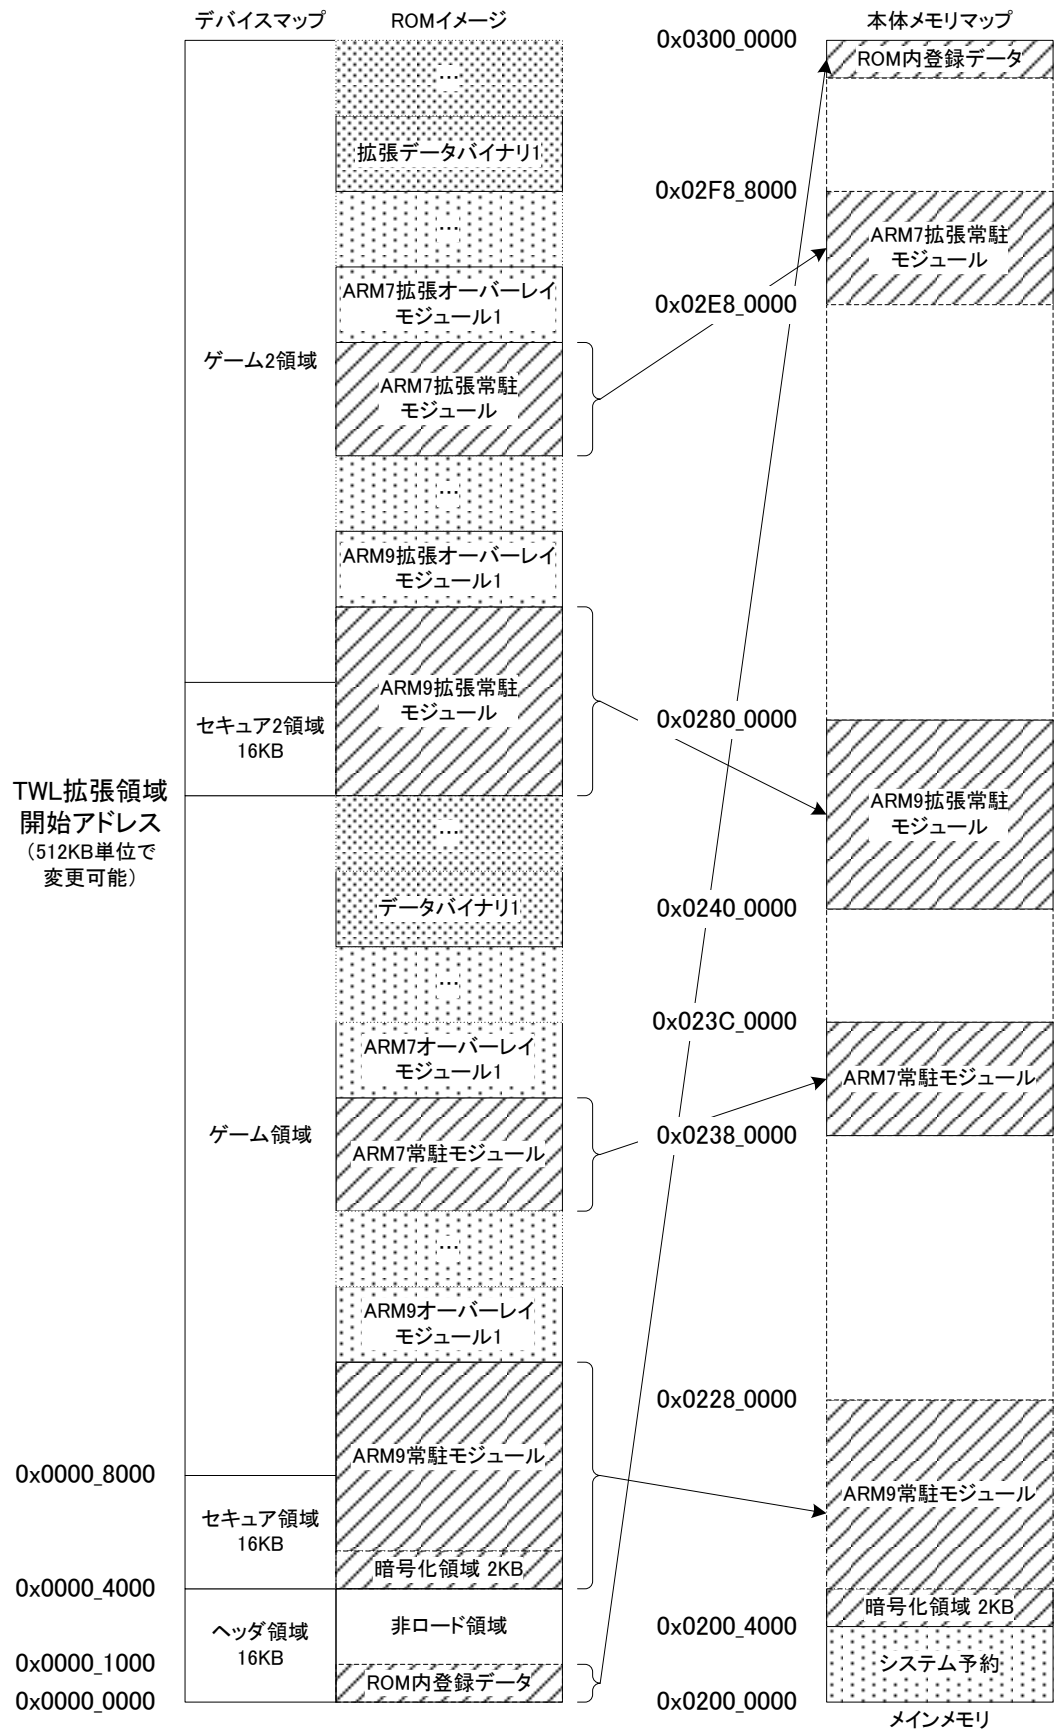 デバイスマップ
ROMイメージ
本体メモリマップ
0x0300_0000
ROM内登録データ
...
拡張データバイナリ1
0x02F8_8000
...
ARM7拡張常駐
モジュール
ARM7拡張オーバーレイ
モジュール1
0x02E8_0000
ゲーム2領域
ARM7拡張常駐
モジュール
...
ARM9拡張オーバーレイ
モジュール1
ARM9拡張常駐
モジュール
0x0280_0000
セキュア2領域
16KB
TWL拡張領域
開始アドレス
(512KB単位で
変更可能)
...
ARM9拡張常駐
モジュール
データバイナリ1
0x0240_0000
...
0x023C_0000
ARM7オーバーレイ
モジュール1
ARM7常駐モジュール
ゲーム領域
0x0238_0000
ARM7常駐モジュール
...
ARM9オーバーレイ
モジュール1
0x0228_0000
ARM9常駐モジュール
0x0000_8000
ARM9常駐モジュール
セキュア領域
16KB
暗号化領域 2KB
0x0000_4000
暗号化領域 2KB
ヘッダ領域
16KB
非ロード領域
0x0200_4000
0x0000_1000
システム予約
ROM内登録データ
0x0000_0000
0x0200_0000
メインメモリ